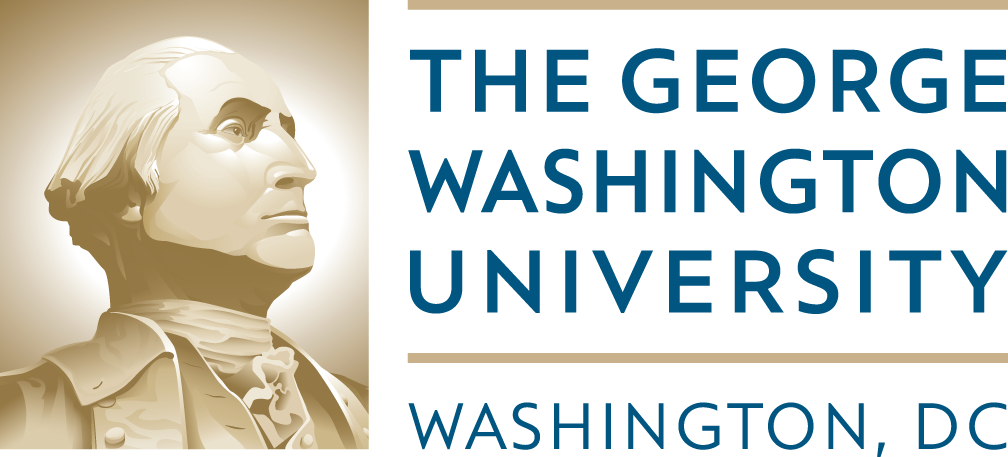 THE GEORGE
WASHINGTON
UNIVERSITY
WASHINGTON, DC